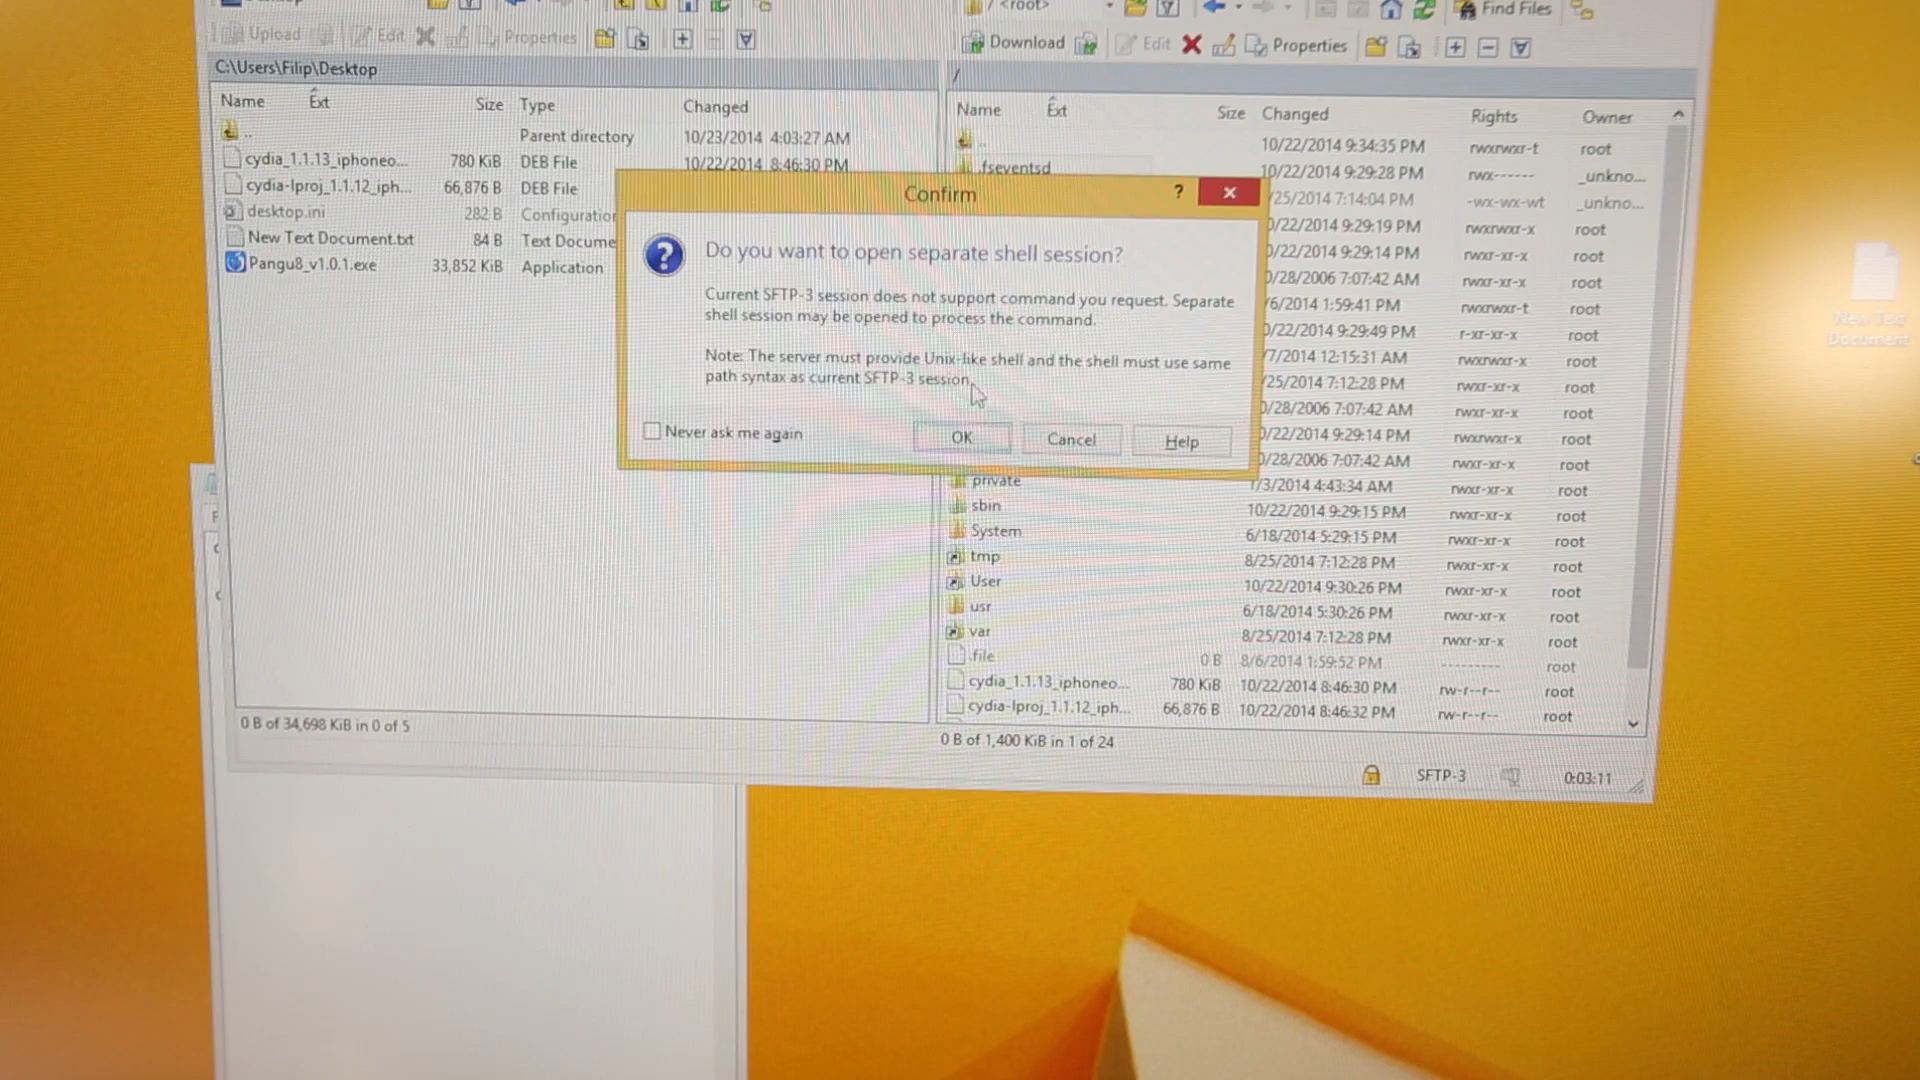 / <root>
Find Files
Upload
Edit
Properties
Download
Edit
Properties
C:\Users\Filip\Desktop
Name Ext Size Type Changed
.. Parent directory 10/23/2014 4:03:27 AM
cydia_1.1.13_iphoneo... 780 KiB DEB File 10/22/2014 8:46:30 PM
cydia-lproj_1.1.12_iph... 66,876 B DEB File
desktop.ini 282 B Configuration
New Text Document.txt 84 B Text Docume
Pangu8_v1.0.1.exe 33,852 KiB Application
0 B of 34,698 KiB in 0 of 5
Confirm
?
Do you want to open separate shell session?
Current SFTP-3 session does not support command you request. Separate
shell session may be opened to process the command.
Note: The server must provide Unix-like shell and the shell must use same
path syntax as current SFTP-3 session.
Never ask me again
OK
Cancel
Help
/
Name Ext Size Changed Rights Owner
.. 10/22/2014 9:34:35 PM rwxrwxr-t root
.fseventsd 10/22/2014 9:29:28 PM rwx------ _unkno...
/25/2014 7:14:04 PM -wx-wx-wt _unkno...
0/22/2014 9:29:19 PM rwxrwxr-x root
0/22/2014 9:29:14 PM rwxr-xr-x root
0/28/2006 7:07:42 AM rwxr-xr-x root
/6/2014 1:59:41 PM rwxrwxr-t root
0/22/2014 9:29:49 PM r-xr-xr-x root
/7/2014 12:15:31 AM rwxrwxr-x root
/25/2014 7:12:28 PM rwxr-xr-x root
0/28/2006 7:07:42 AM rwxr-xr-x root
0/22/2014 9:29:14 PM rwxrwxr-x root
0/28/2006 7:07:42 AM rwxr-xr-x root
private 1/3/2014 4:43:34 AM rwxr-xr-x root
sbin 10/22/2014 9:29:15 PM rwxr-xr-x root
System 6/18/2014 5:29:15 PM rwxr-xr-x root
tmp 8/25/2014 7:12:28 PM rwxr-xr-x root
User 10/22/2014 9:30:26 PM rwxr-xr-x root
usr 6/18/2014 5:30:26 PM rwxr-xr-x root
var 8/25/2014 7:12:28 PM rwxr-xr-x root
.file 0 B 8/6/2014 1:59:52 PM --------- root
cydia_1.1.13_iphoneo... 780 KiB 10/22/2014 8:46:30 PM rw-r--r-- root
cydia-lproj_1.1.12_iph... 66,876 B 10/22/2014 8:46:32 PM rw-r--r-- root
0 B of 1,400 KiB in 1 of 24
SFTP-3
0:03:11
New Text
Document